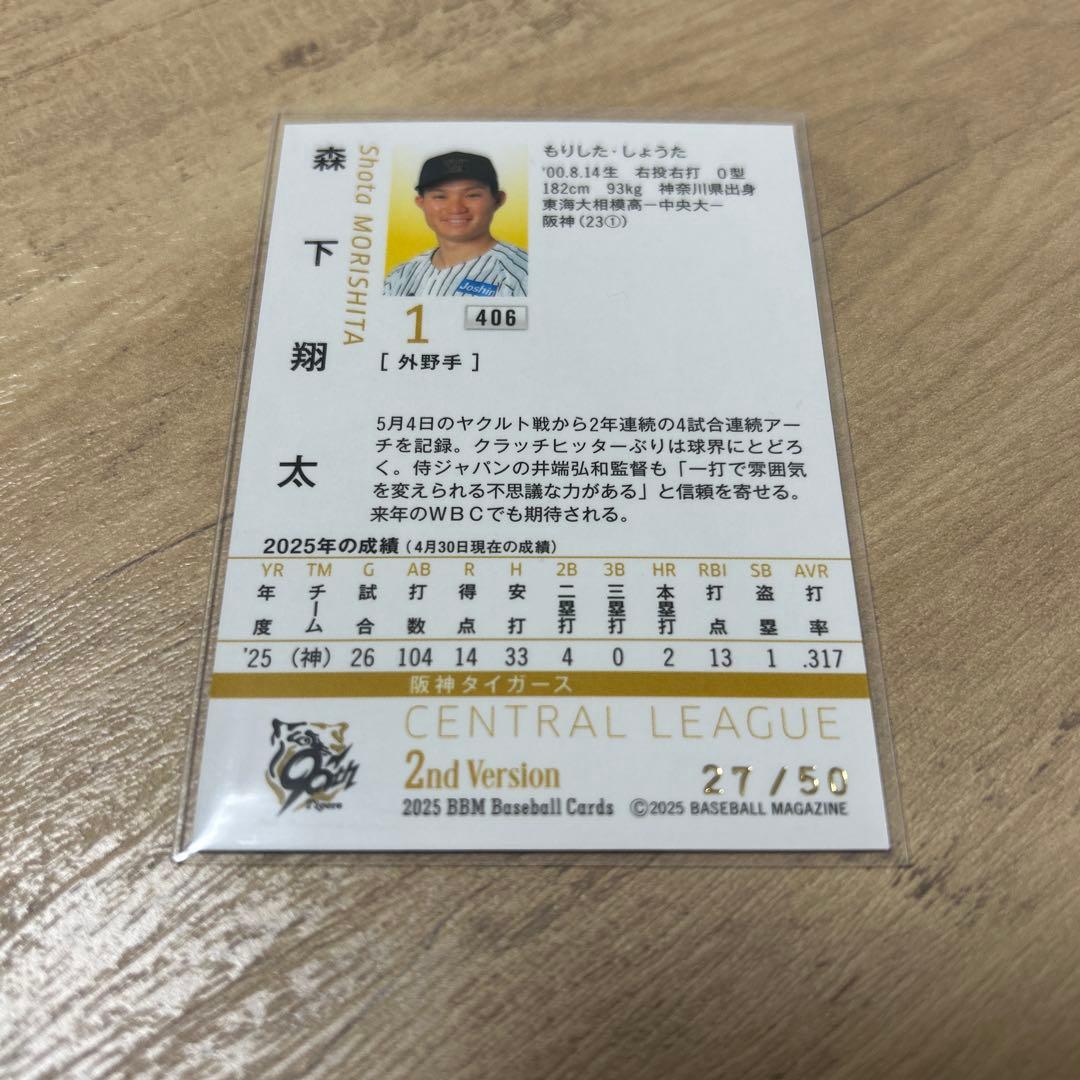 森下翔太
Shota MORISHITA
もりした・しょうた
'00.8.14生 右投右打 O型
182cm 93kg 神奈川県出身
東海大相模高－中央大－
阪神(23①)
Joshin
1
406
[ 外野手 ]
5月4日のヤクルト戦から2年連続の4試合連続アー
チを記録。クラッチヒッターぶりは球界にとどろ
く。侍ジャパンの井端弘和監督も「一打で雰囲気
を変えられる不思議な力がある」と信頼を寄せる。
来年のＷＢＣでも期待される。
2025年の成績(4月30日現在の成績)
YR TM G AB R H 2B 3B HR RBI SB AVR
年度 チーム 試合 打数 得点 安打 二塁打 三塁打 本塁打 打点 盗塁 打率
'25 (神) 26 104 14 33 4 0 2 13 1 .317
阪神タイガース
CENTRAL LEAGUE
90th
Tigers
2nd Version
27/50
2025 BBM Baseball Cards ©2025 BASEBALL MAGAZINE